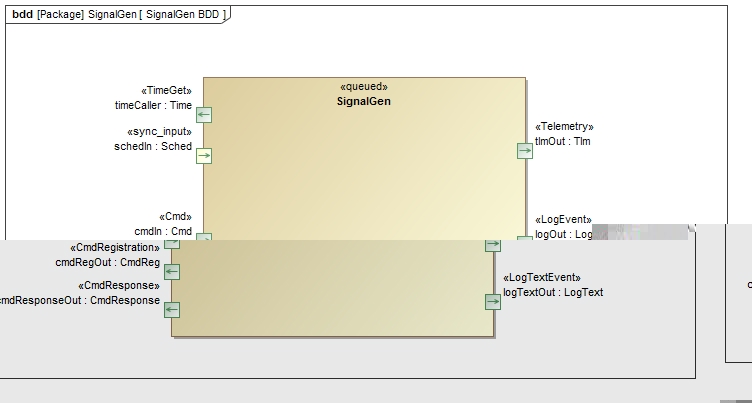 bdd [Package] SignalGen [ SignalGen BDD ]
«queued»
SignalGen
«TimeGet»
timeCaller : Time
«sync_input»
schedIn : Sched
«Cmd»
cmdIn : Cmd
«CmdRegistration»
cmdRegOut : CmdReg
«CmdResponse»
cmdResponseOut : CmdResponse
«Telemetry»
tlmOut : Tlm
«LogEvent»
logOut : Log
«LogTextEvent»
logTextOut : LogText